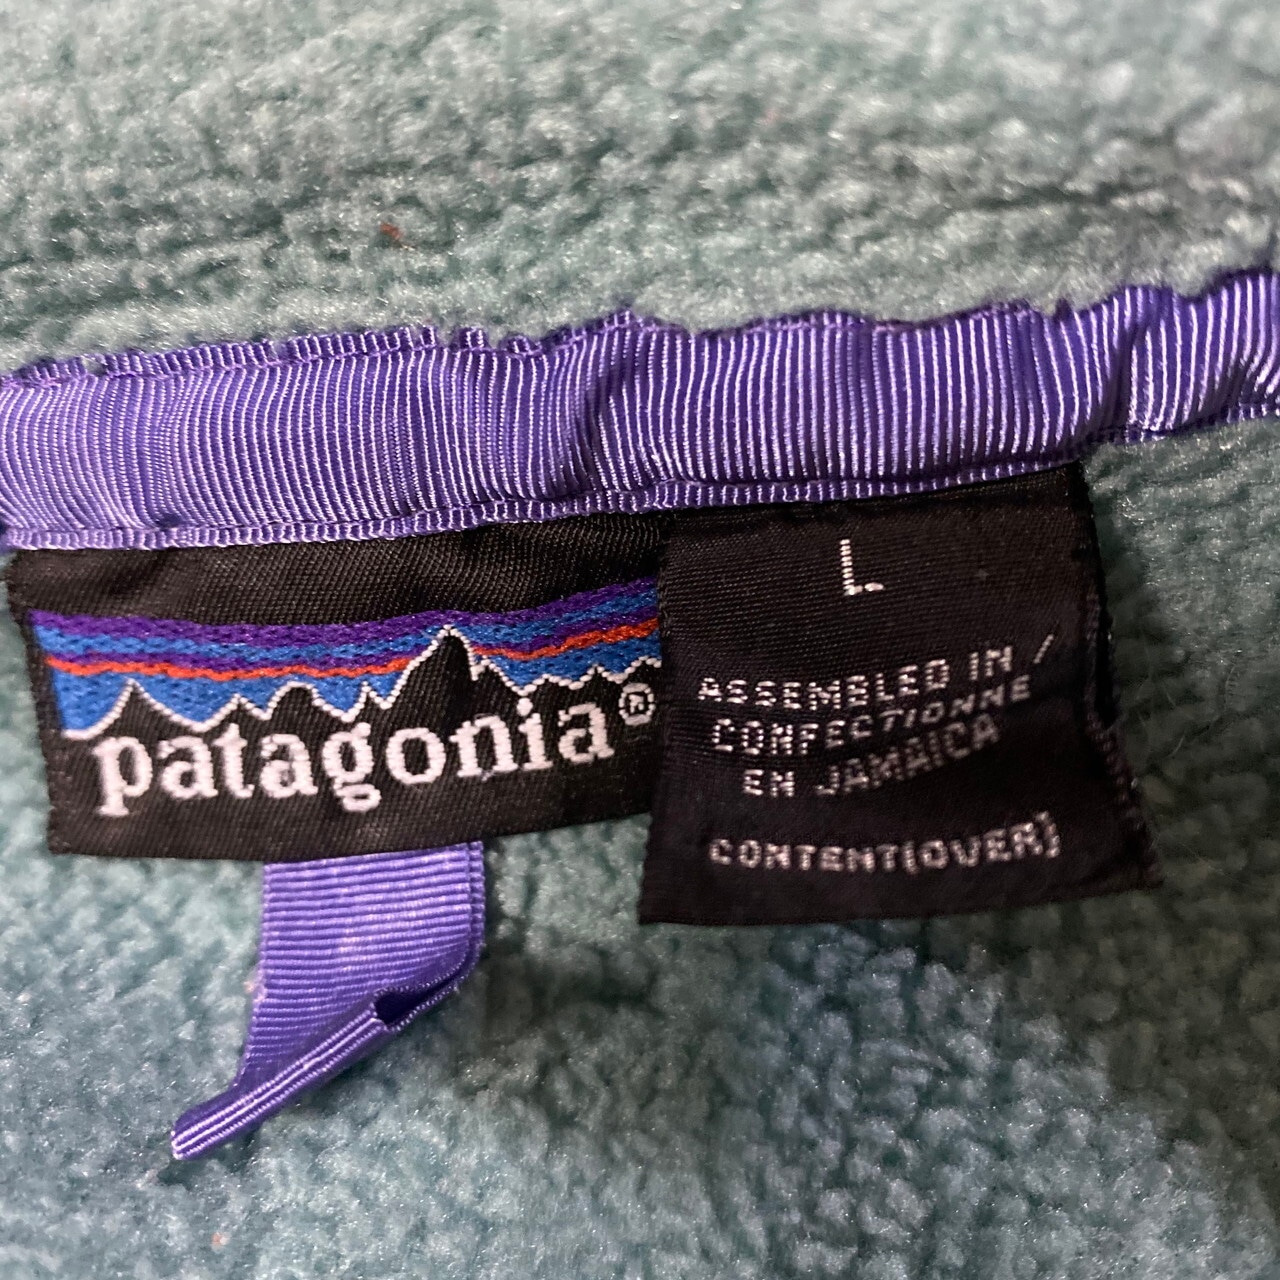 patagonia®
L
ASSEMBLED IN /
CONFECTIONNE
EN JAMAICA
CONTENT(OVER)